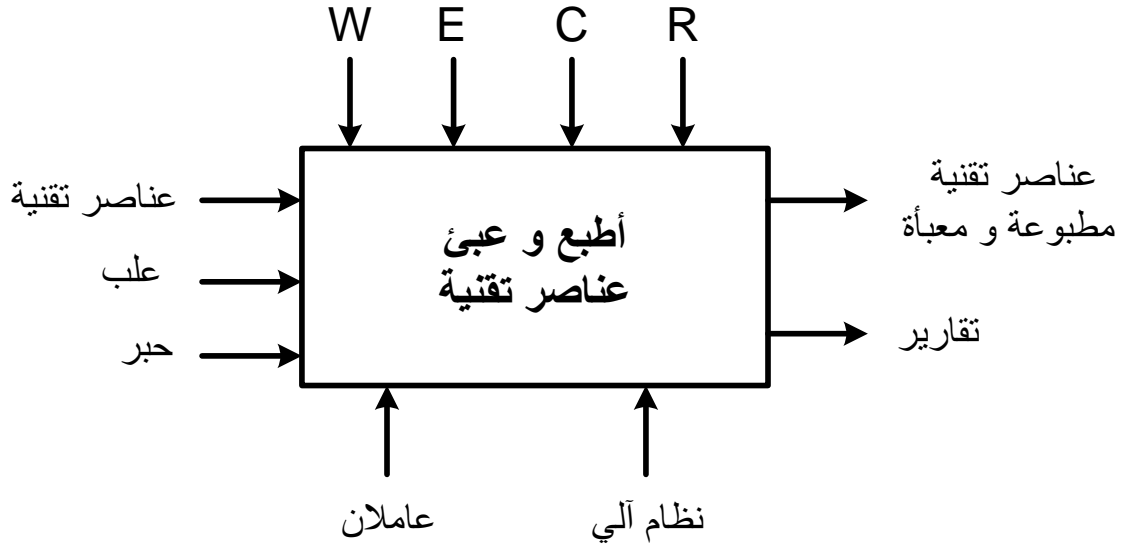 W E C R
عناصر تقنية
علب
حبر
أطبع و عبئ
عناصر تقنية
عناصر تقنية
مطبوعة و معبأة
تقارير
عاملان
نظام آلي